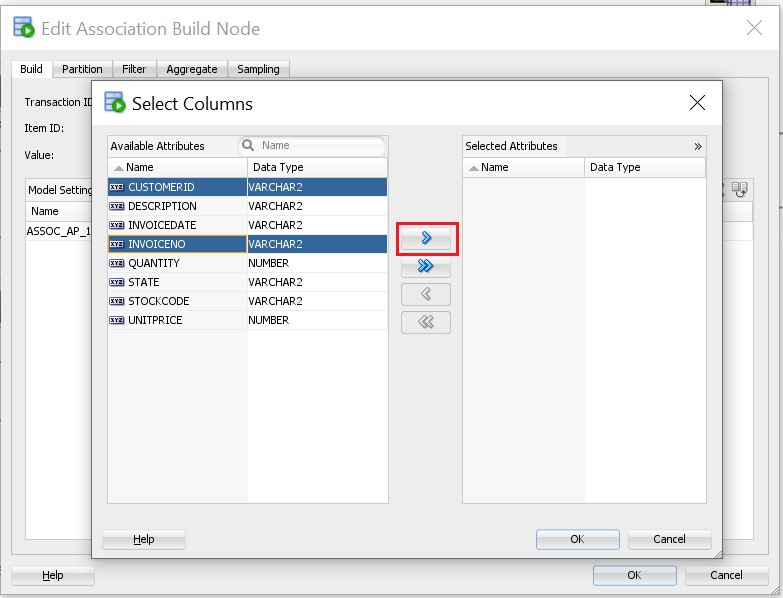 Edit Association Build Node
Build Partition Filter Aggregate Sampling
Transaction ID
Item ID:
Value:
Model Setting
Name
ASSOC_AP_1
Select Columns
Available Attributes Name
Name Data Type
CUSTOMERID VARCHAR2
DESCRIPTION VARCHAR2
INVOICEDATE VARCHAR2
INVOICENO VARCHAR2
QUANTITY NUMBER
STATE VARCHAR2
STOCKCODE VARCHAR2
UNITPRICE NUMBER
Selected Attributes
Name Data Type
Help OK Cancel
Help OK Cancel